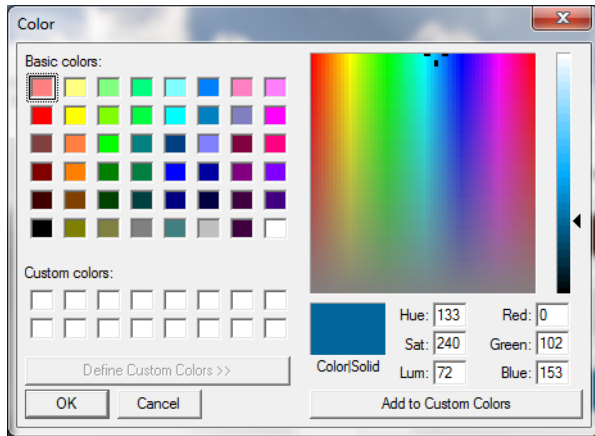 Color
Basic colors:
Custom colors:
Define Custom Colors >>
OK Cancel
Color|Solid
Hue: 133 Red: 0
Sat: 240 Green: 102
Lum: 72 Blue: 153
Add to Custom Colors